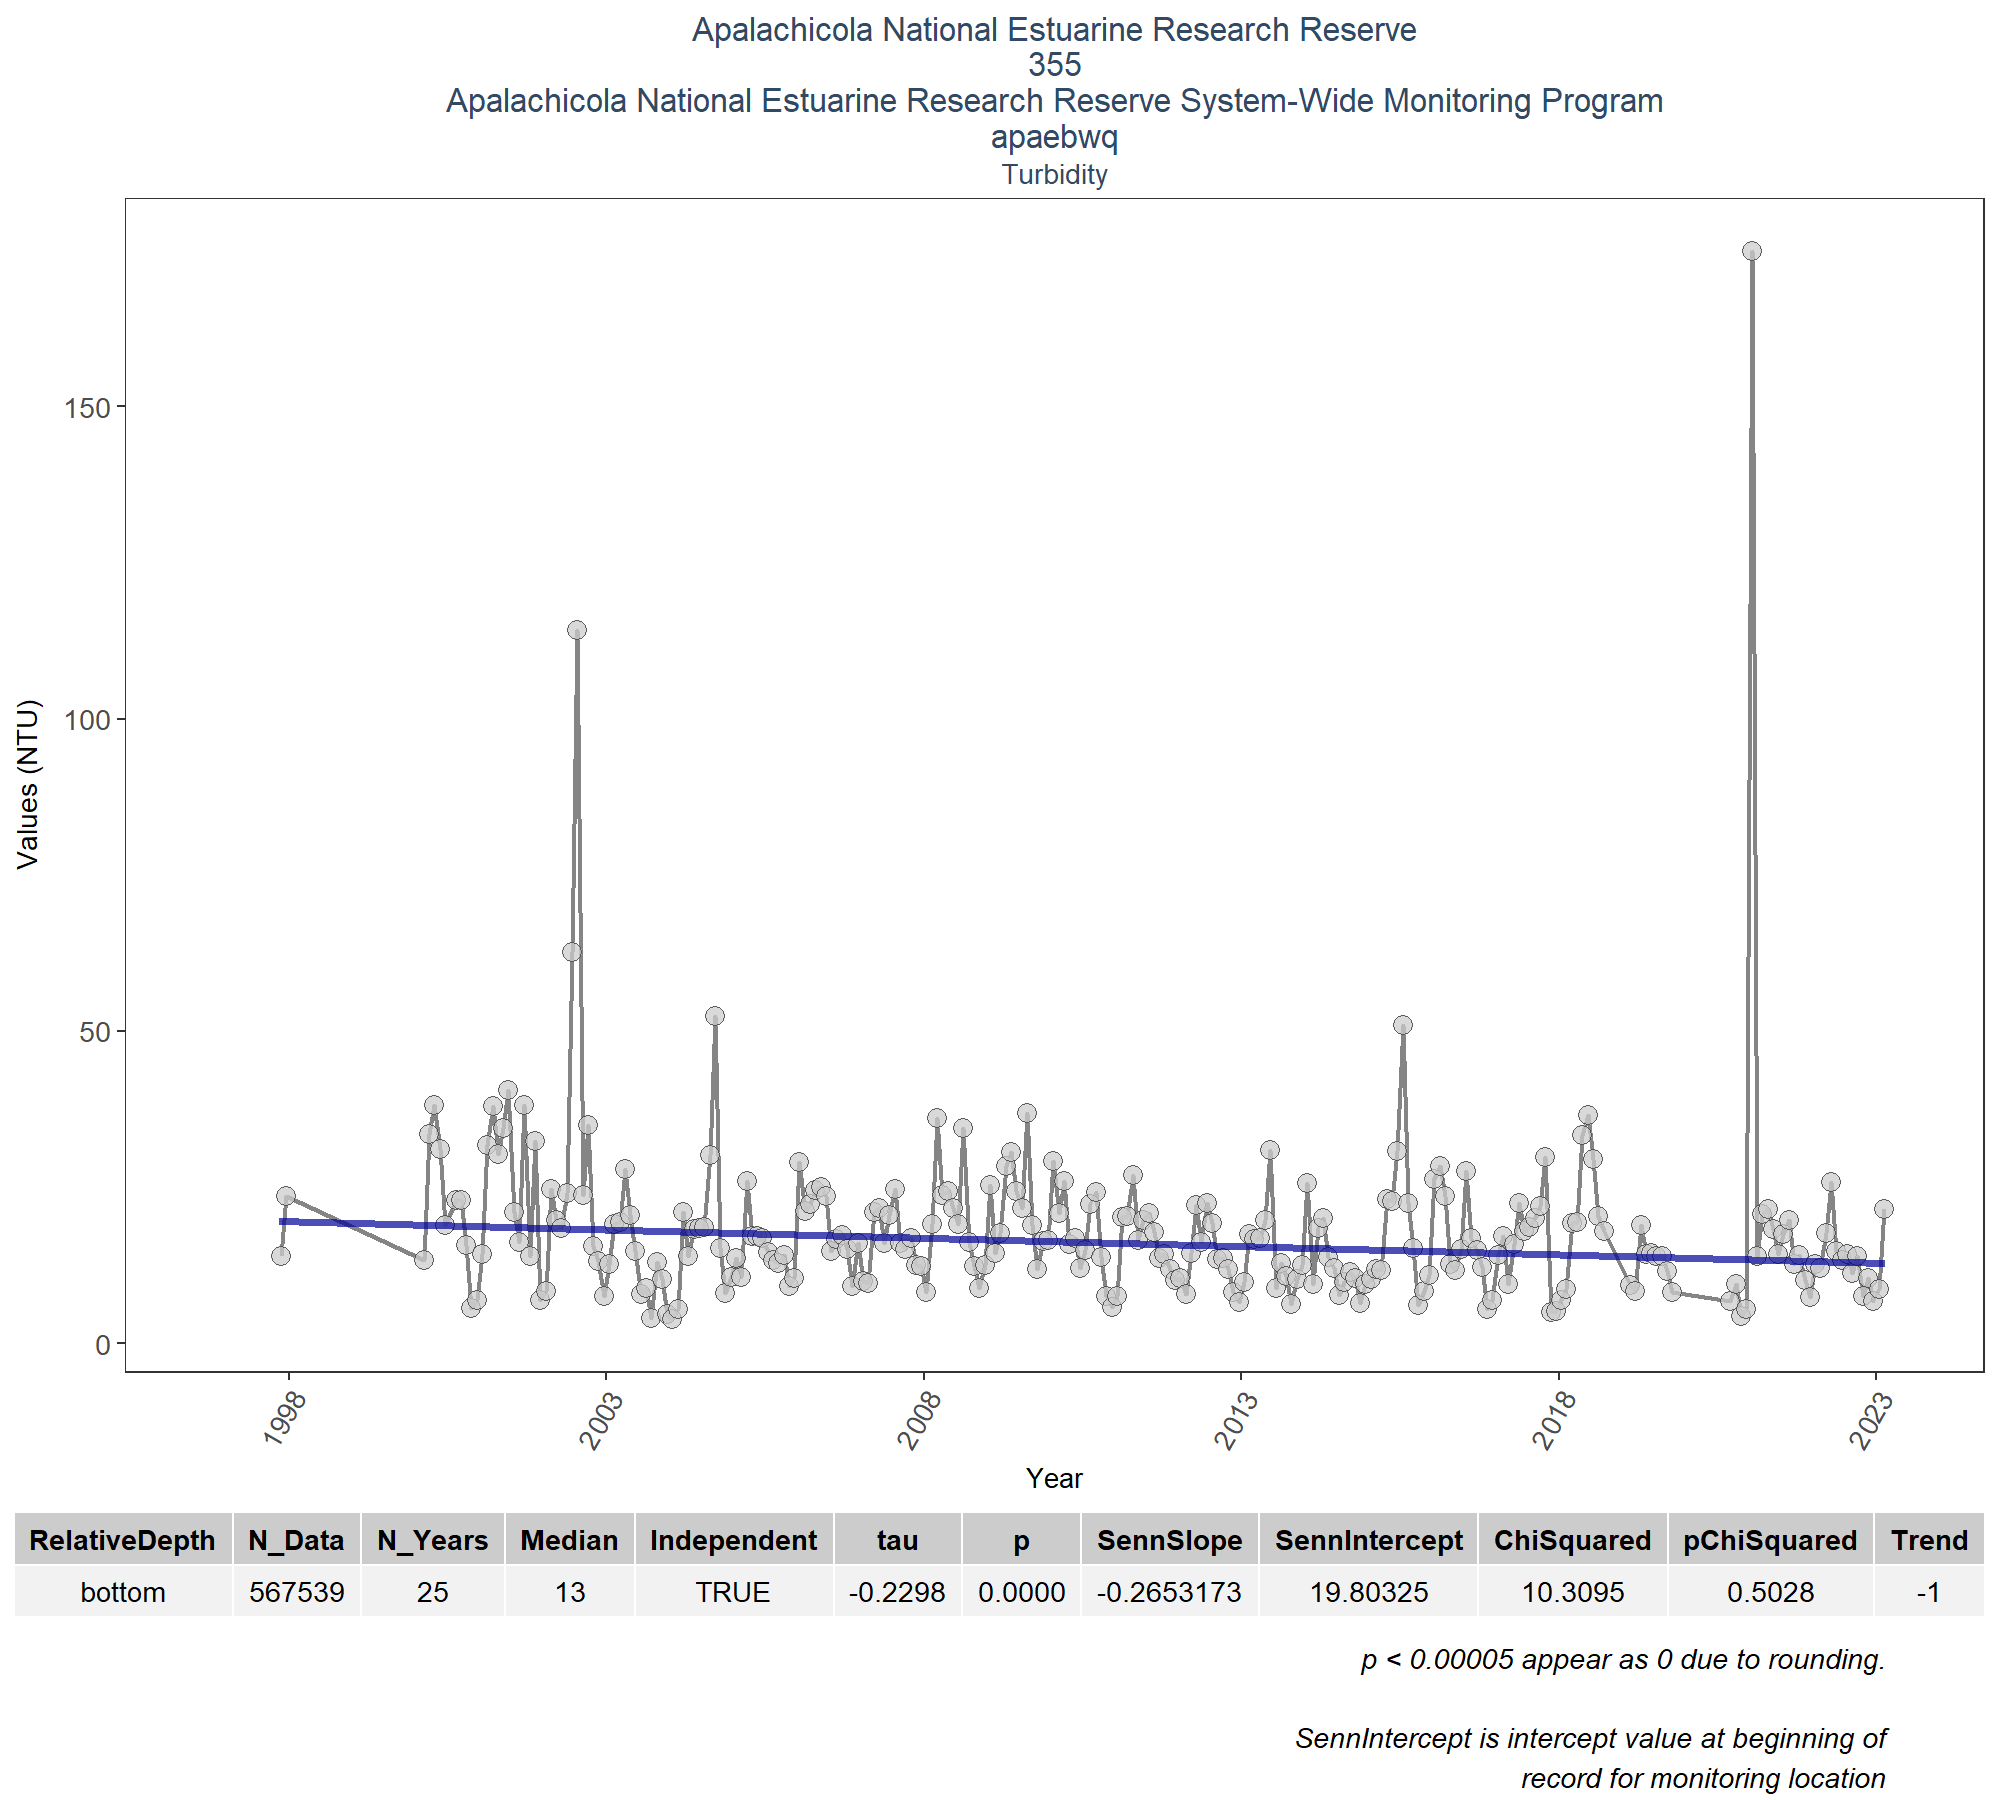 Apalachicola National Estuarine Research Reserve
355
Apalachicola National Estuarine Research Reserve System-Wide Monitoring Program
apaebwq
Turbidity
Values (NTU)
150
100
50
0
1998 2003 2008 2013 2018 2023
Year
RelativeDepth N_Data N_Years Median Independent tau p SennSlope SennIntercept ChiSquared pChiSquared Trend
bottom 567539 25 13 TRUE -0.2298 0.0000 -0.2653173 19.80325 10.3095 0.5028 -1
p < 0.00005 appear as 0 due to rounding.
SennIntercept is intercept value at beginning of
record for monitoring location